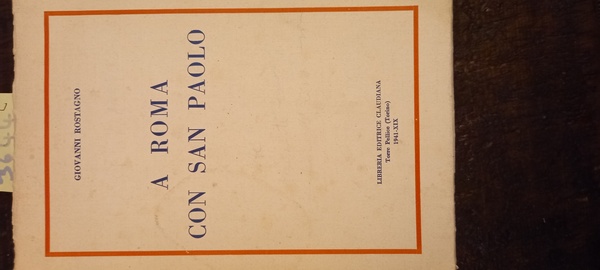 GIOVANNI ROSTAGNO
A ROMA
CON SAN PAOLO
LIBRERIA EDITRICE CLAUDIANA
Torre Pellice (Torino)
1941-XIX